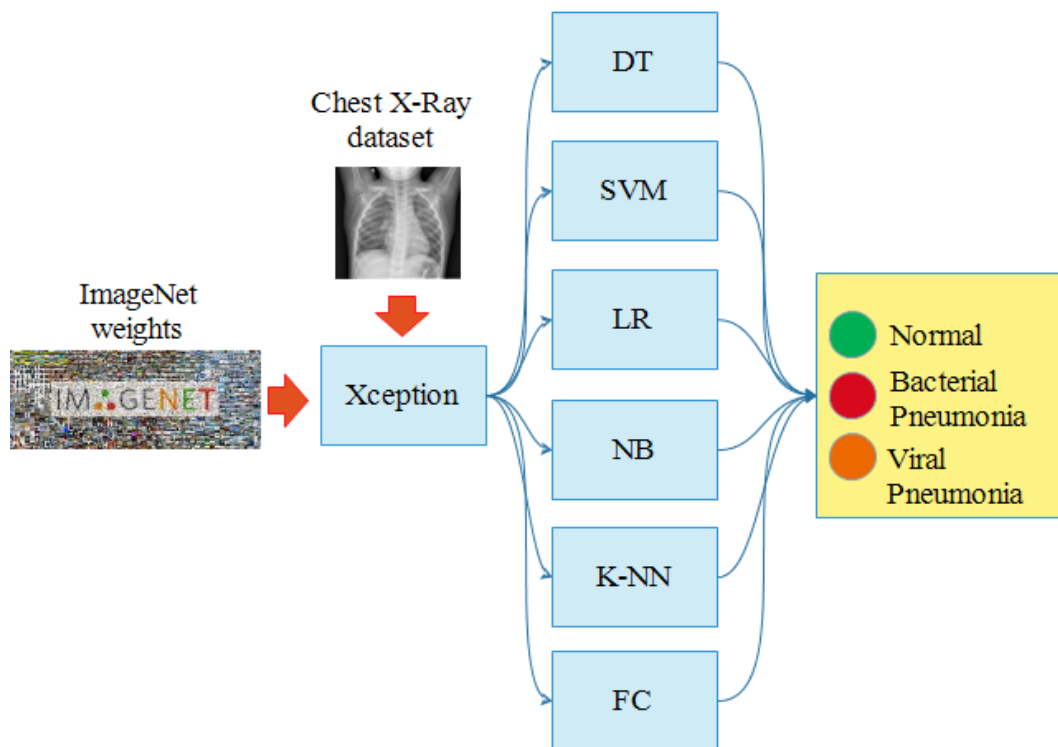 Chest X-Ray
dataset
ImageNet
weights
IMAGENET
Xception
DT
SVM
LR
NB
K-NN
FC
Normal
Bacterial
Pneumonia
Viral
Pneumonia